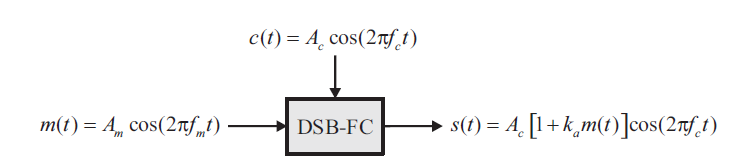 c(t) = A_c cos(2πf_c t)
m(t) = A_m cos(2πf_m t)
DSB-FC
s(t) = A_c [1 + k_a m(t)]cos(2πf_c t)